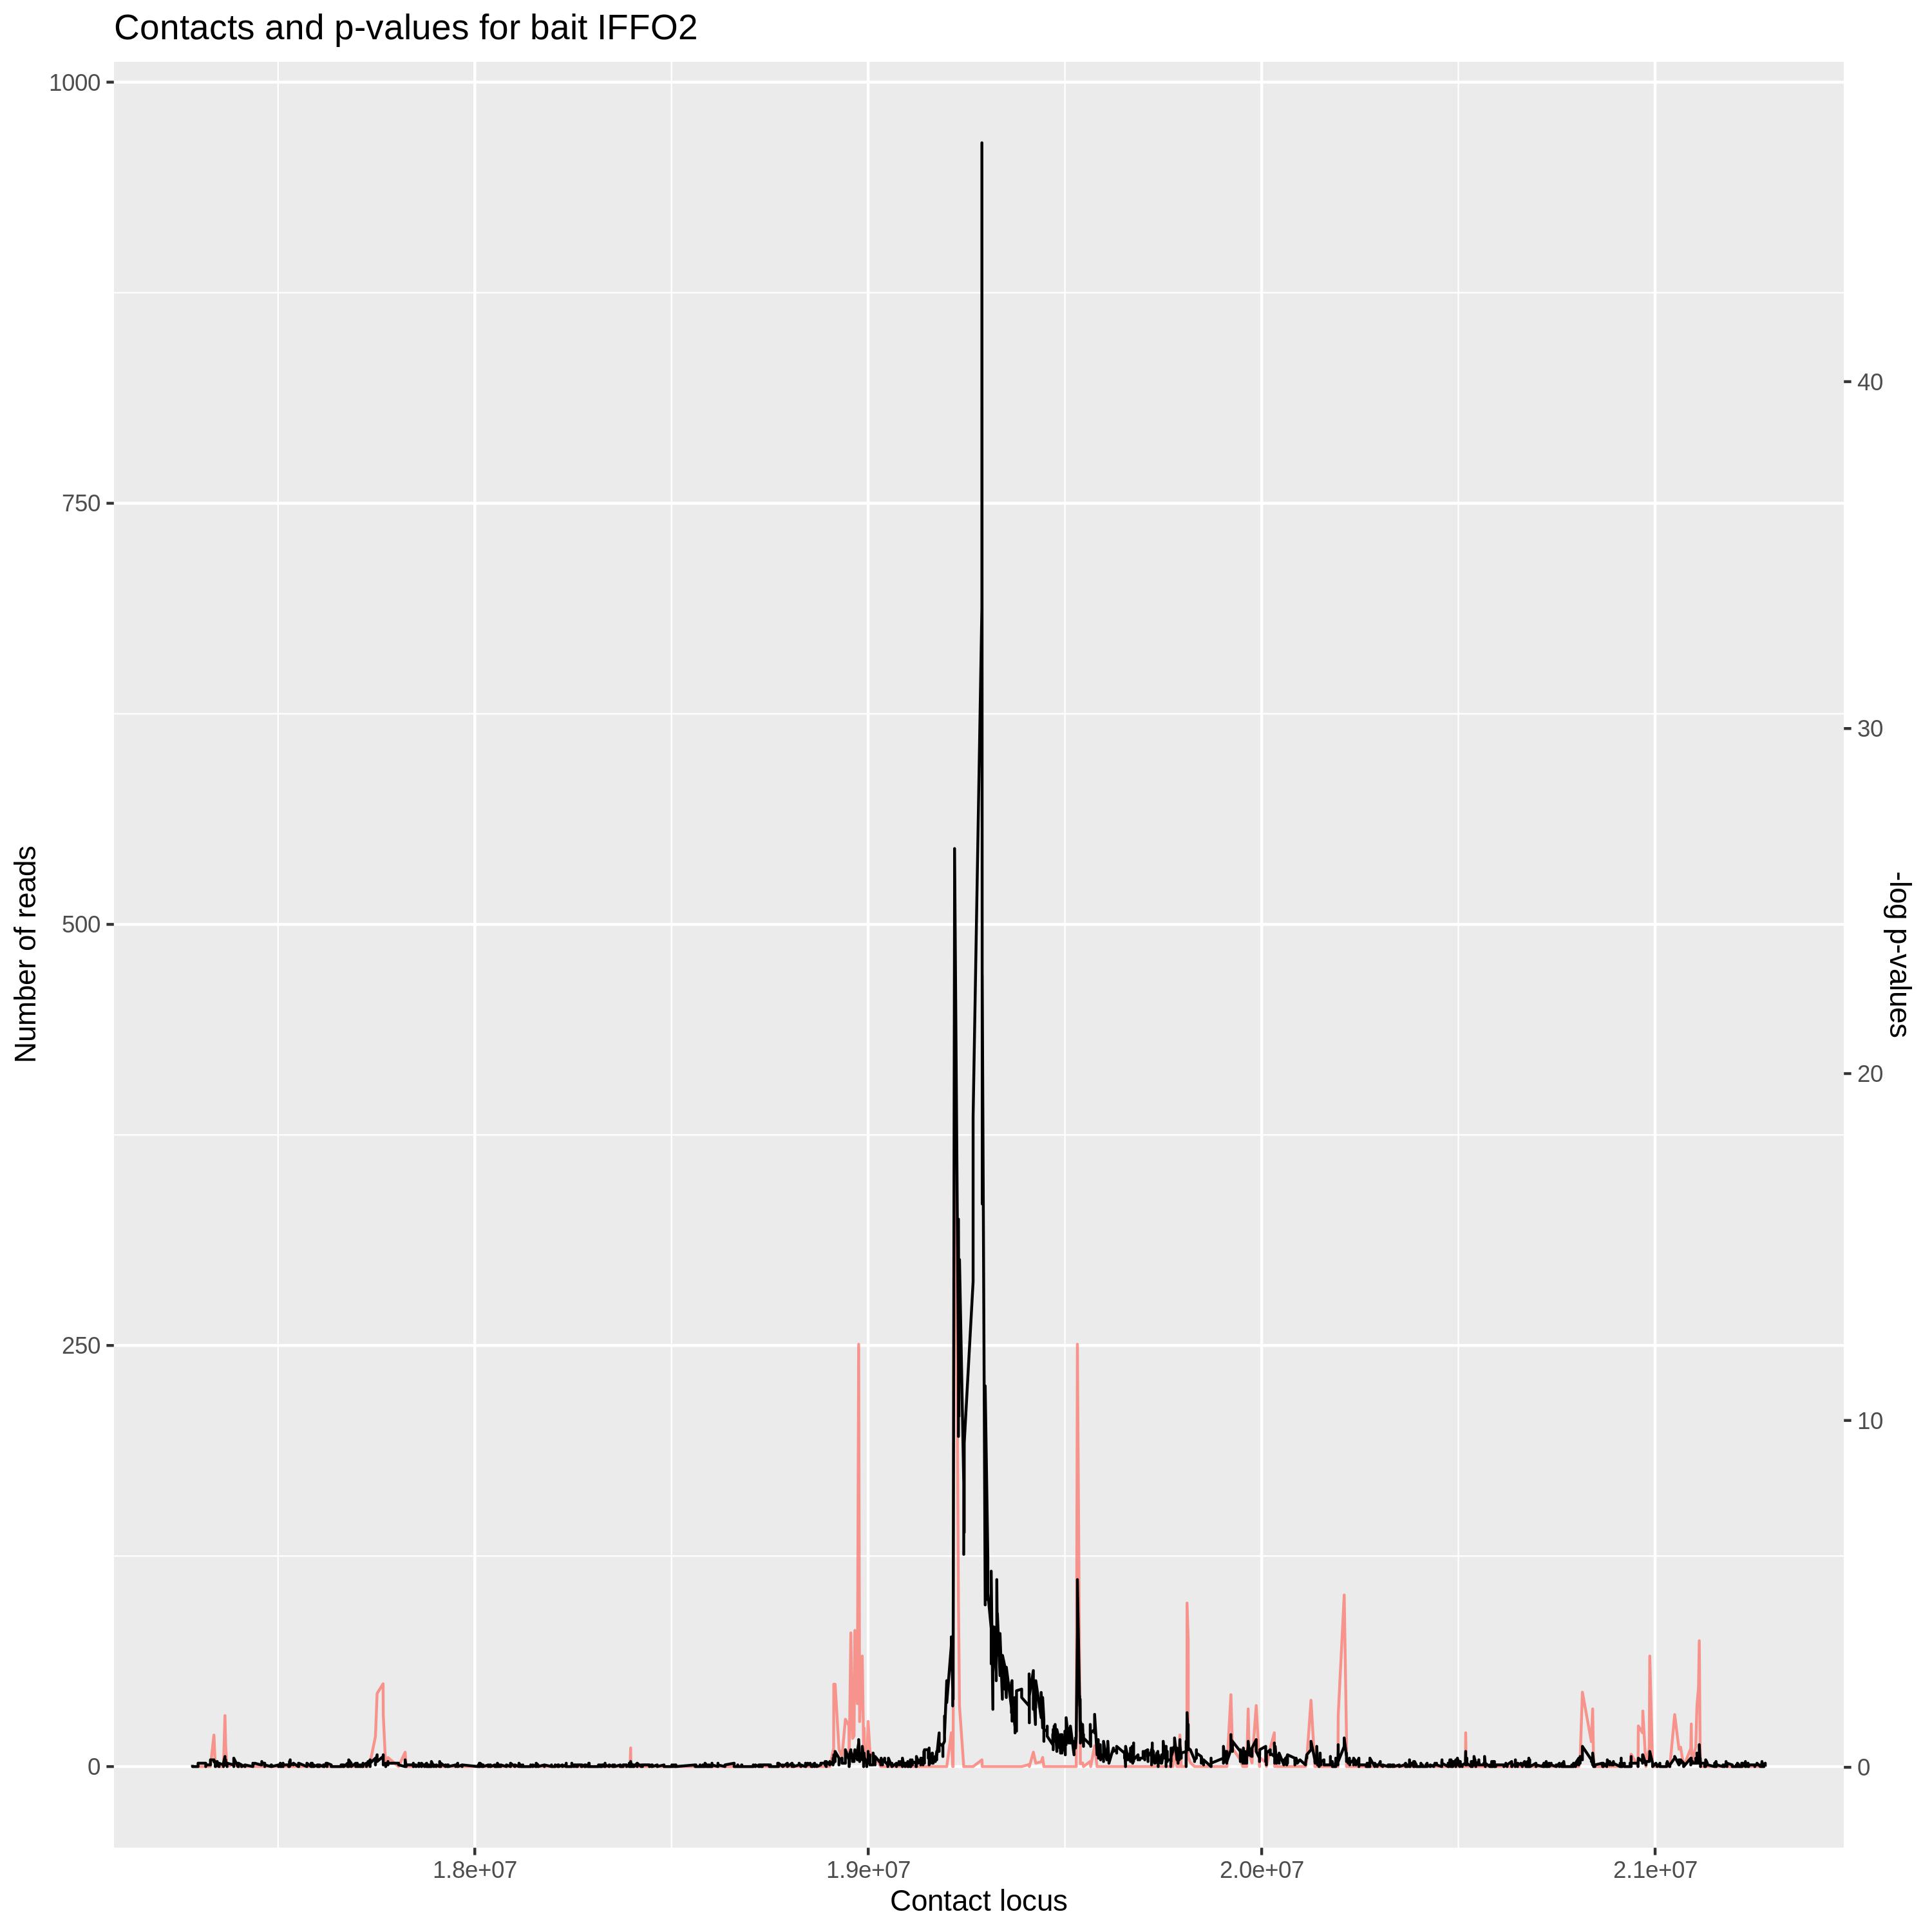 Contacts and p-values for bait IFFO2
1000
750
500
250
0
Number of reads
40
30
20
10
0
-log p-values
1.8e+07
1.9e+07
2.0e+07
2.1e+07
Contact locus